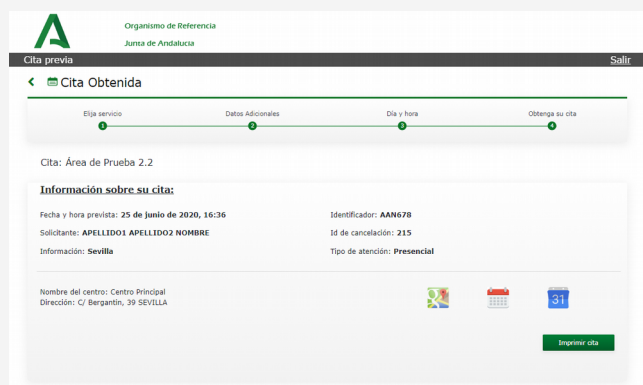 Organismo de Referencia
Junta de Andalucía
Cita previa Salir
Cita Obtenida
Elija servicio Datos Adicionales Día y hora Obtenga su cita
1 2 3 4
Cita: Área de Prueba 2.2
Información sobre su cita:
Fecha y hora prevista: 25 de junio de 2020, 16:36 Identificador: AAN678
Solicitante: APELLIDO1 APELLIDO2 NOMBRE Id de cancelación: 215
Información: Sevilla Tipo de atención: Presencial
Nombre del centro: Centro Principal
Dirección: C/ Bergantín, 39 SEVILLA
31
Imprimir cita